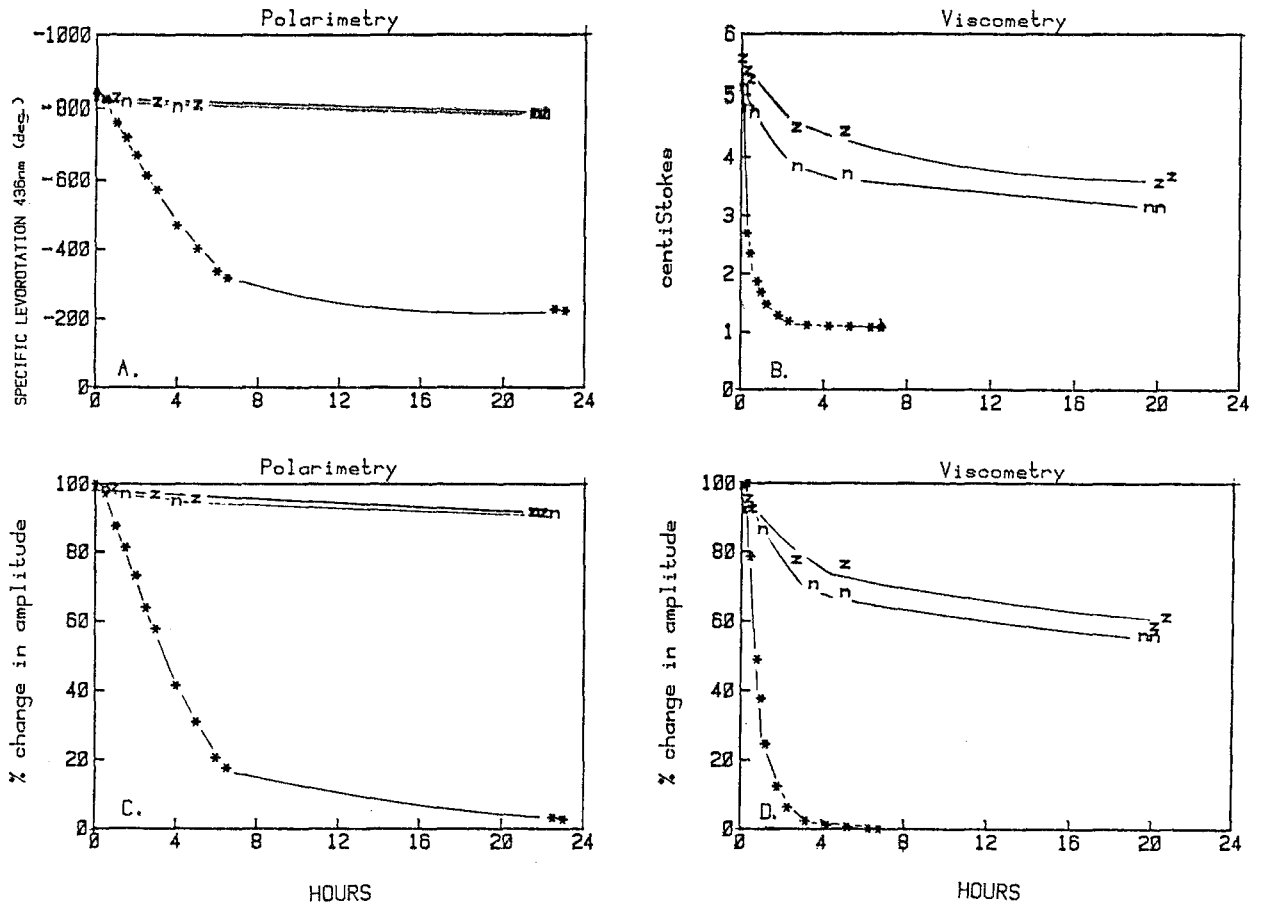 Polarimetry
SPECIFIC LEVOROTATION 436nm (deg.)
-1000
-800
-600
-400
-200
0
0 4 8 12 16 20 24
A.
Viscometry
centiStokes
6
5
4
3
2
1
0
0 4 8 12 16 20 24
B.
Polarimetry
% change in amplitude
100
80
60
40
20
0
0 4 8 12 16 20 24
C.
HOURS
Viscometry
% change in amplitude
100
80
60
40
20
0
0 4 8 12 16 20 24
D.
HOURS